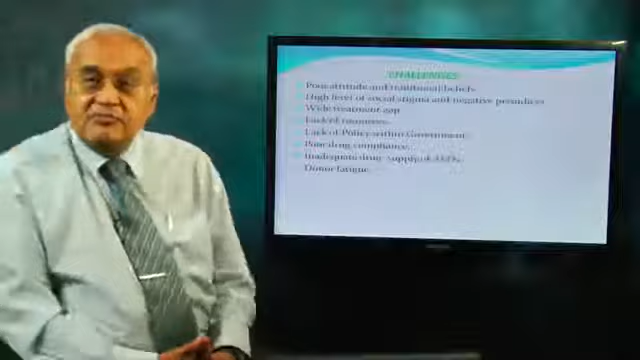 CHALLENGES
Poor attitude and traditional beliefs.
High level of social stigma and negative prejudices
Wide treatment gap
Lack of resources.
Lack of Policy within Government.
Poor drug compliance.
Inadequate drug supply of AEDs.
Donor fatigue.